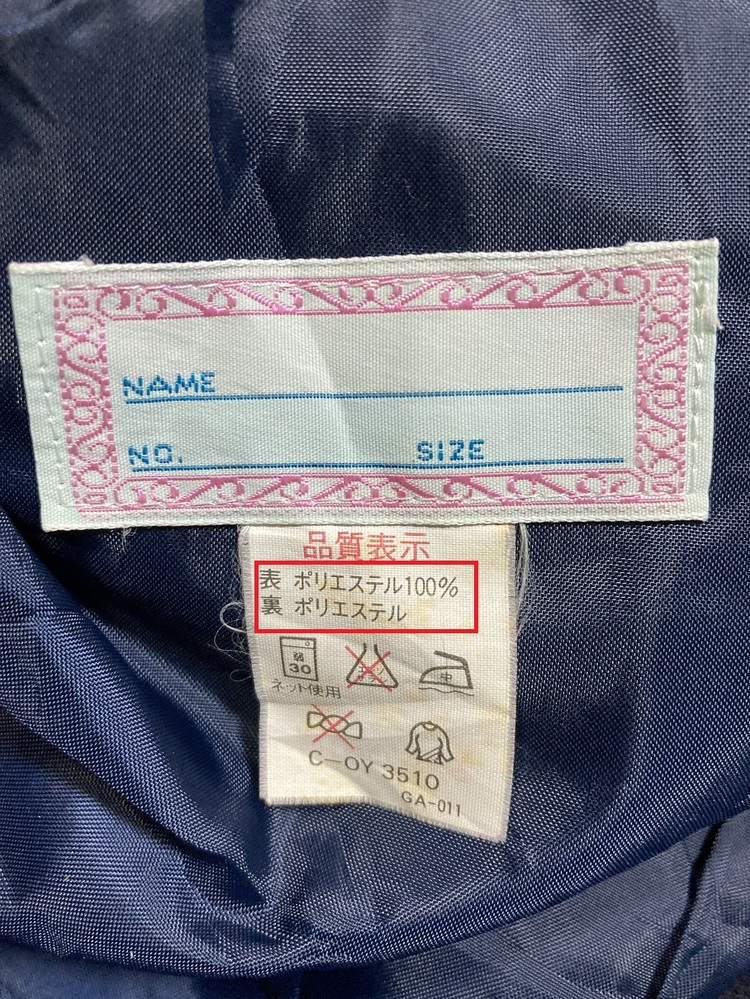 NAME
NO. SIZE
品質表示
表 ポリエステル100%
裏 ポリエステル
弱
30
中
ネット使用
C-OY 3510
GA-011